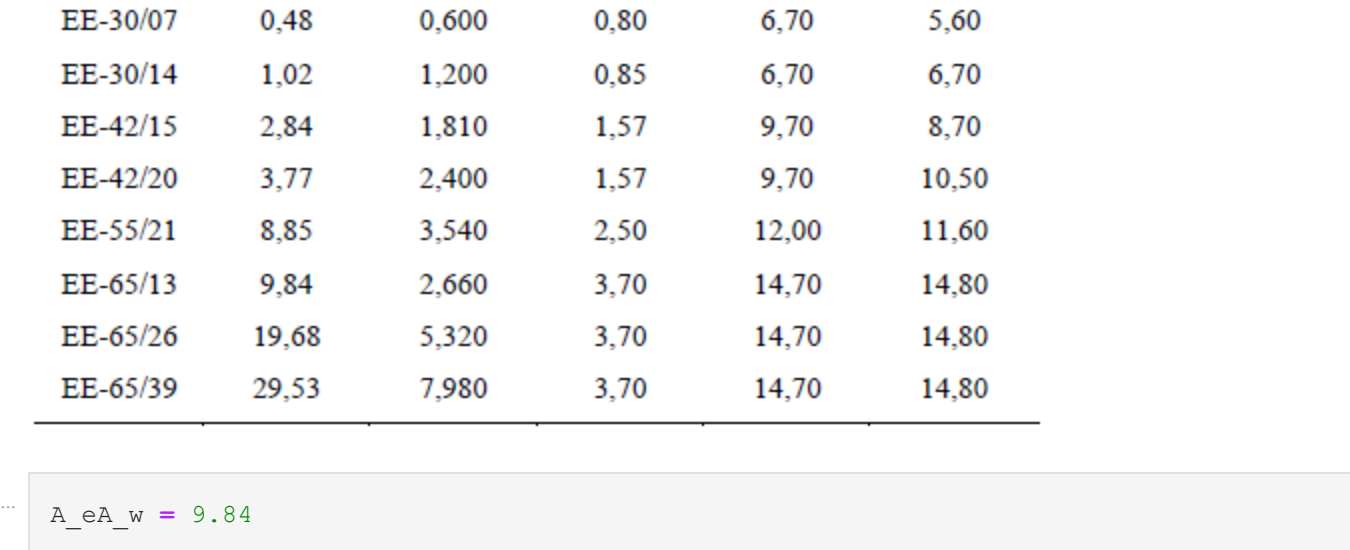 EE-30/07 0,48 0,600 0,80 6,70 5,60
EE-30/14 1,02 1,200 0,85 6,70 6,70
EE-42/15 2,84 1,810 1,57 9,70 8,70
EE-42/20 3,77 2,400 1,57 9,70 10,50
EE-55/21 8,85 3,540 2,50 12,00 11,60
EE-65/13 9,84 2,660 3,70 14,70 14,80
EE-65/26 19,68 5,320 3,70 14,70 14,80
EE-65/39 29,53 7,980 3,70 14,70 14,80
... A_eA_w = 9.84